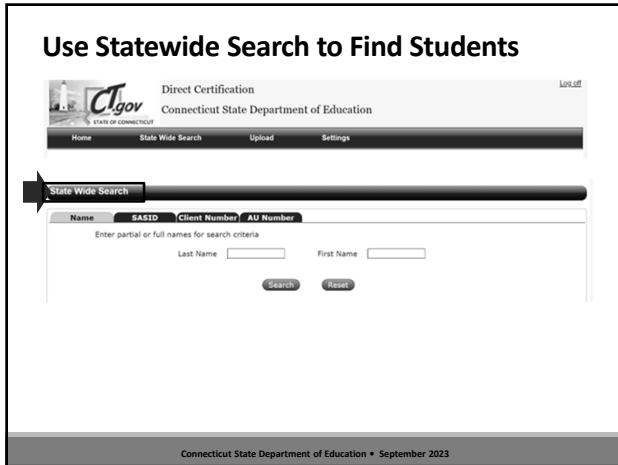 Use Statewide Search to Find Students
CT.gov
STATE OF CONNECTICUT
Direct Certification
Connecticut State Department of Education
Log off
Home State Wide Search Upload Settings
State Wide Search
Name SASID Client Number AU Number
Enter partial or full names for search criteria
Last Name First Name
Search Reset
Connecticut State Department of Education • September 2023